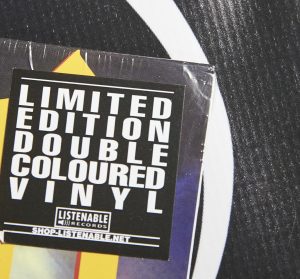 LIMITED
EDITION
DOUBLE
COLOURED
VINYL
LISTENABLE
RECORDS
SHOP-LISTENABLE.NET